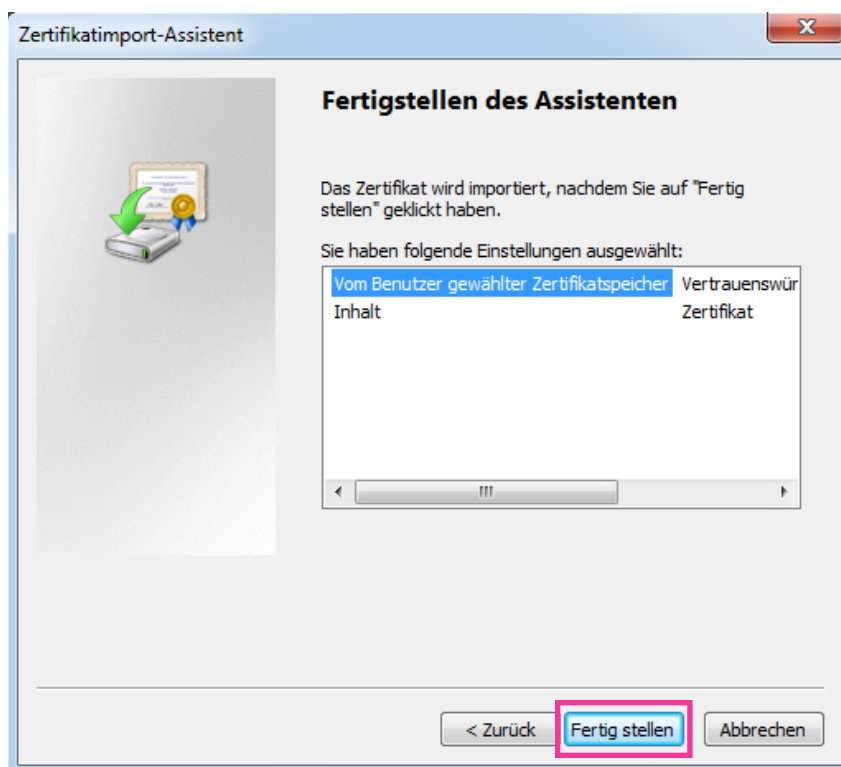 Zertifikatimport-Assistent
Fertigstellen des Assistenten
Das Zertifikat wird importiert, nachdem Sie auf "Fertig
stellen" geklickt haben.
Sie haben folgende Einstellungen ausgewählt:
Vom Benutzer gewählter Zertifikatspeicher Vertrauenswür
Inhalt Zertifikat
< Zurück Fertig stellen Abbrechen